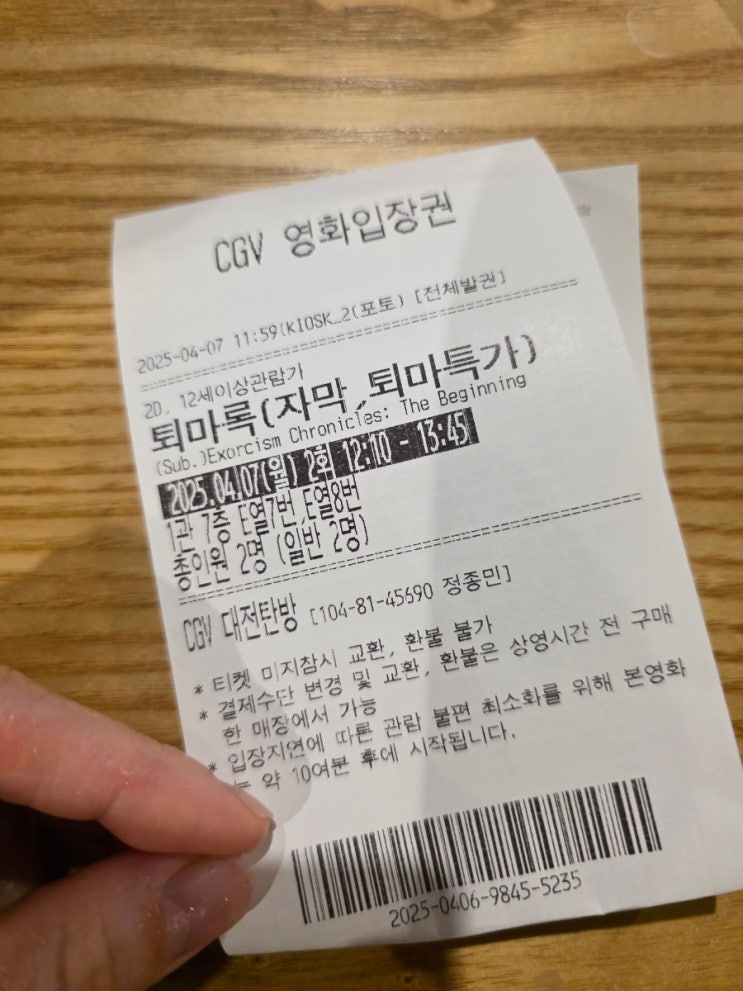 CGV 영화입장권
2025-04-07 11:59(KIOSK_2(포토) [전체발권]
2D, 12세이상관람가
퇴마록(자막,퇴마특가)
(Sub.)Exorcism Chronicles: The Beginning
2025.04.07(월) 2회 12:10 - 13:45
1관 7층 E열7번,E열8번
총인원 2명 (일반 2명)
CGV 대전탄방 [104-81-45690 정종민]
* 티켓 미지참시 교환, 환불 불가
* 결제수단 변경 및 교환, 환불은 상영시간 전 구매
한 매장에서 가능
* 입장지연에 따른 관람 불편 최소화를 위해 본영화
는 약 10여분 후에 시작됩니다.
2025-0406-9845-5235